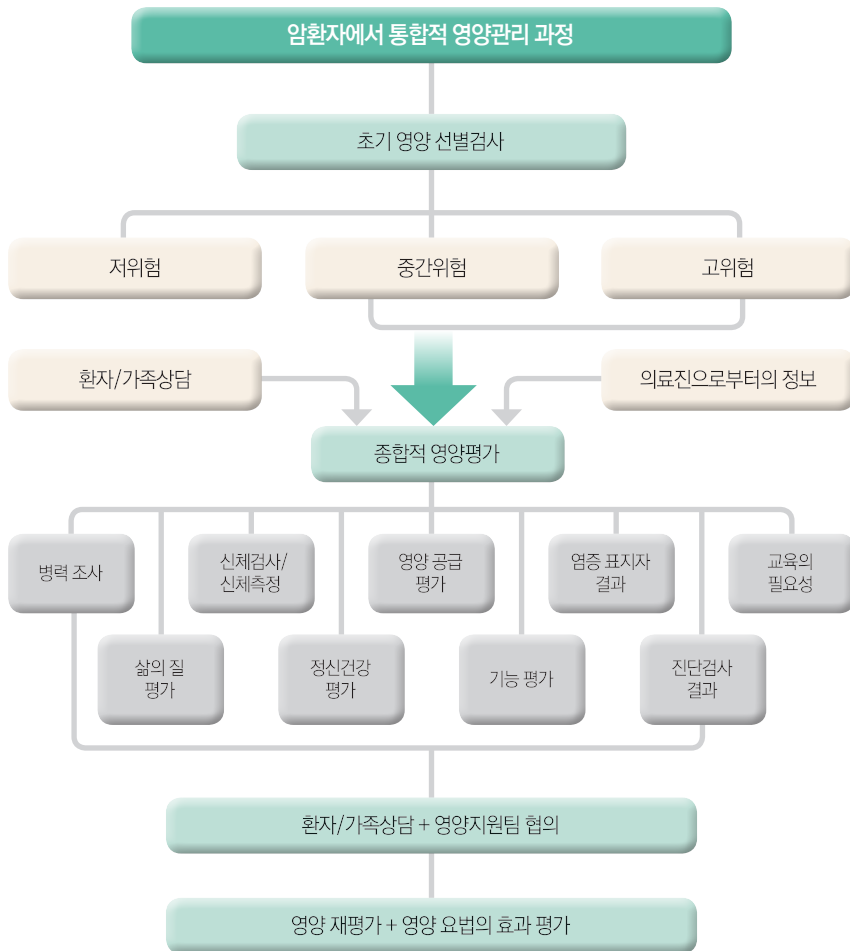 암환자에서 통합적 영양관리 과정
초기 영양 선별검사
저위험
중간위험
고위험
환자/가족상담
의료진으로부터의 정보
종합적 영양평가
병력 조사
신체검사/
신체측정
영양 공급
평가
염증 표지자
결과
교육의
필요성
삶의 질
평가
정신건강
평가
기능 평가
진단검사
결과
환자/가족상담 + 영양지원팀 협의
영양 재평가 + 영양 요법의 효과 평가